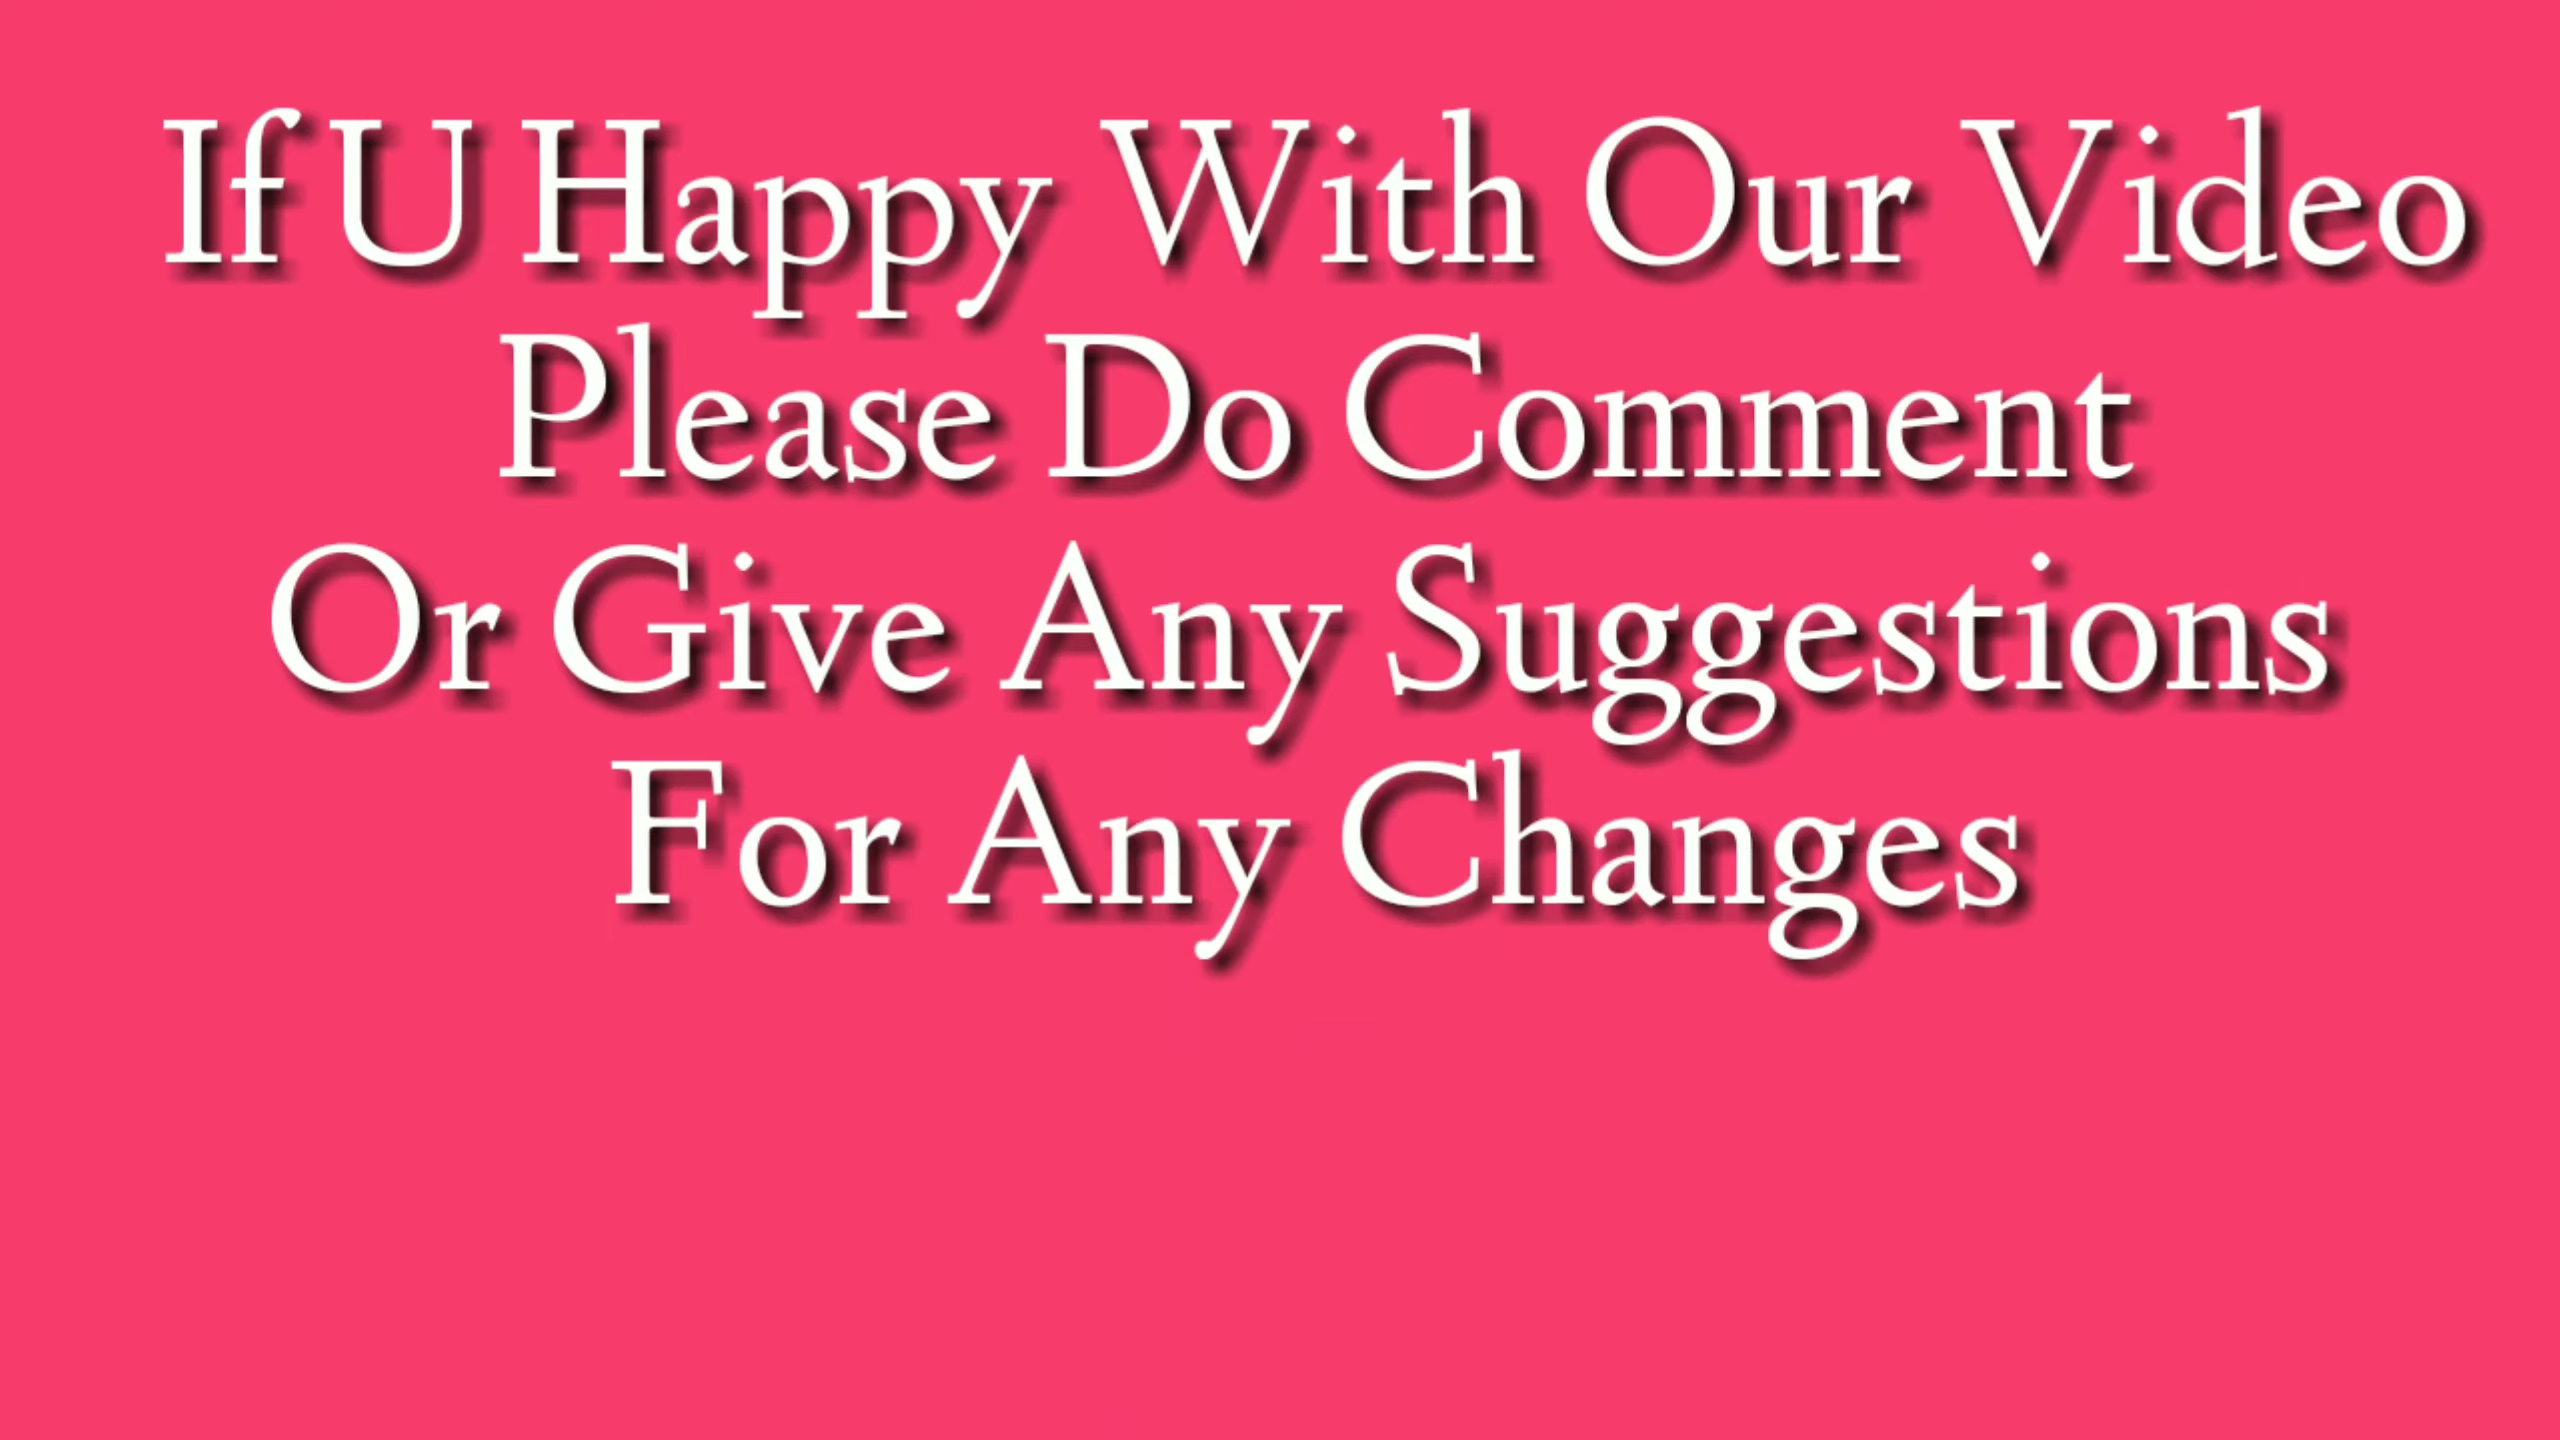 If U Happy With Our Video
Please Do Comment
Or Give Any Suggestions
For Any Changes